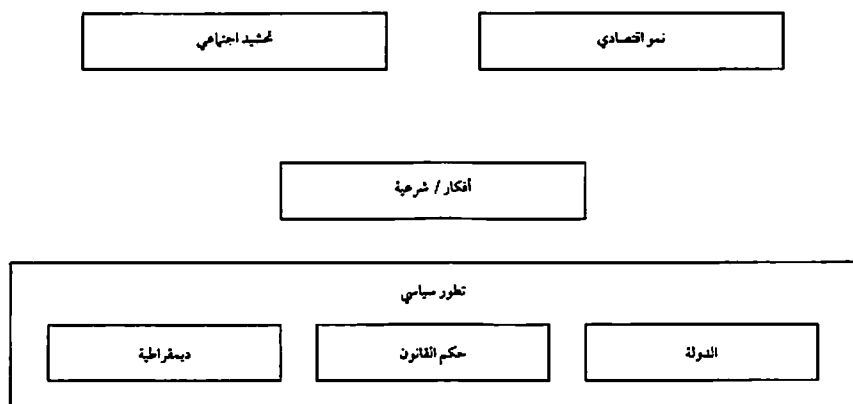 نمو اقتصادي
تحشيد اجتماعي
أفكار / شرعية
تطور سياسي
الدولة
حكم القانون
ديمقراطية